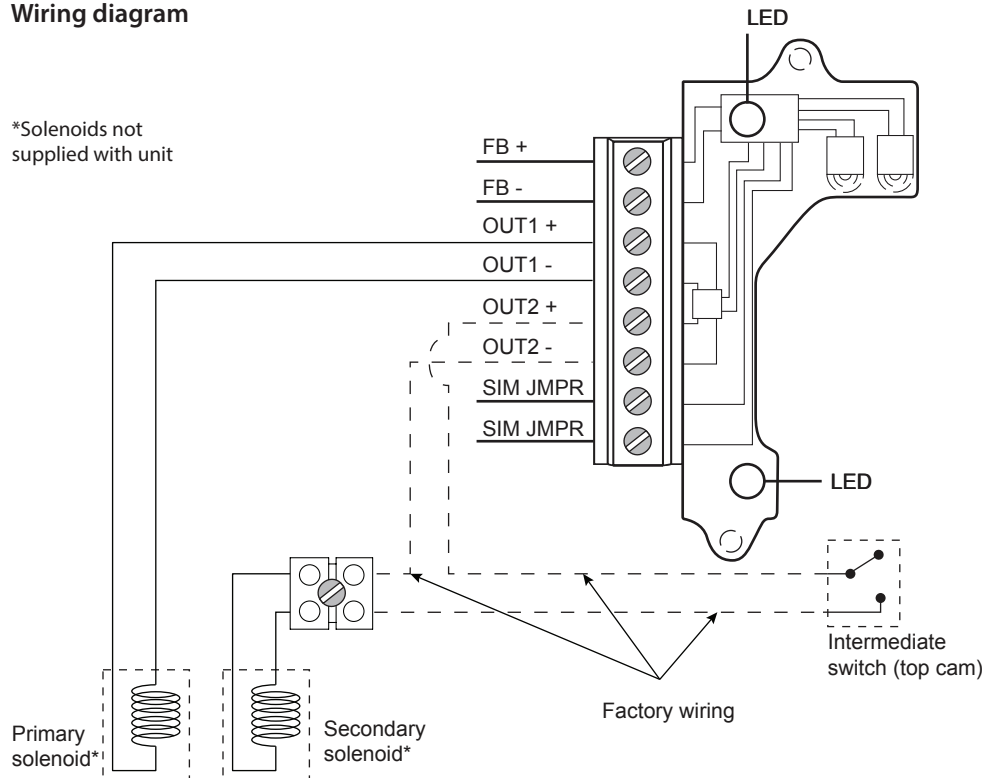 Wiring diagram
LED
*Solenoids not
supplied with unit
FB +
FB -
OUT1 +
OUT1 -
OUT2 +
OUT2 -
SIM JMPR
SIM JMPR
LED
Intermediate
switch (top cam)
Factory wiring
Primary
solenoid*
Secondary
solenoid*